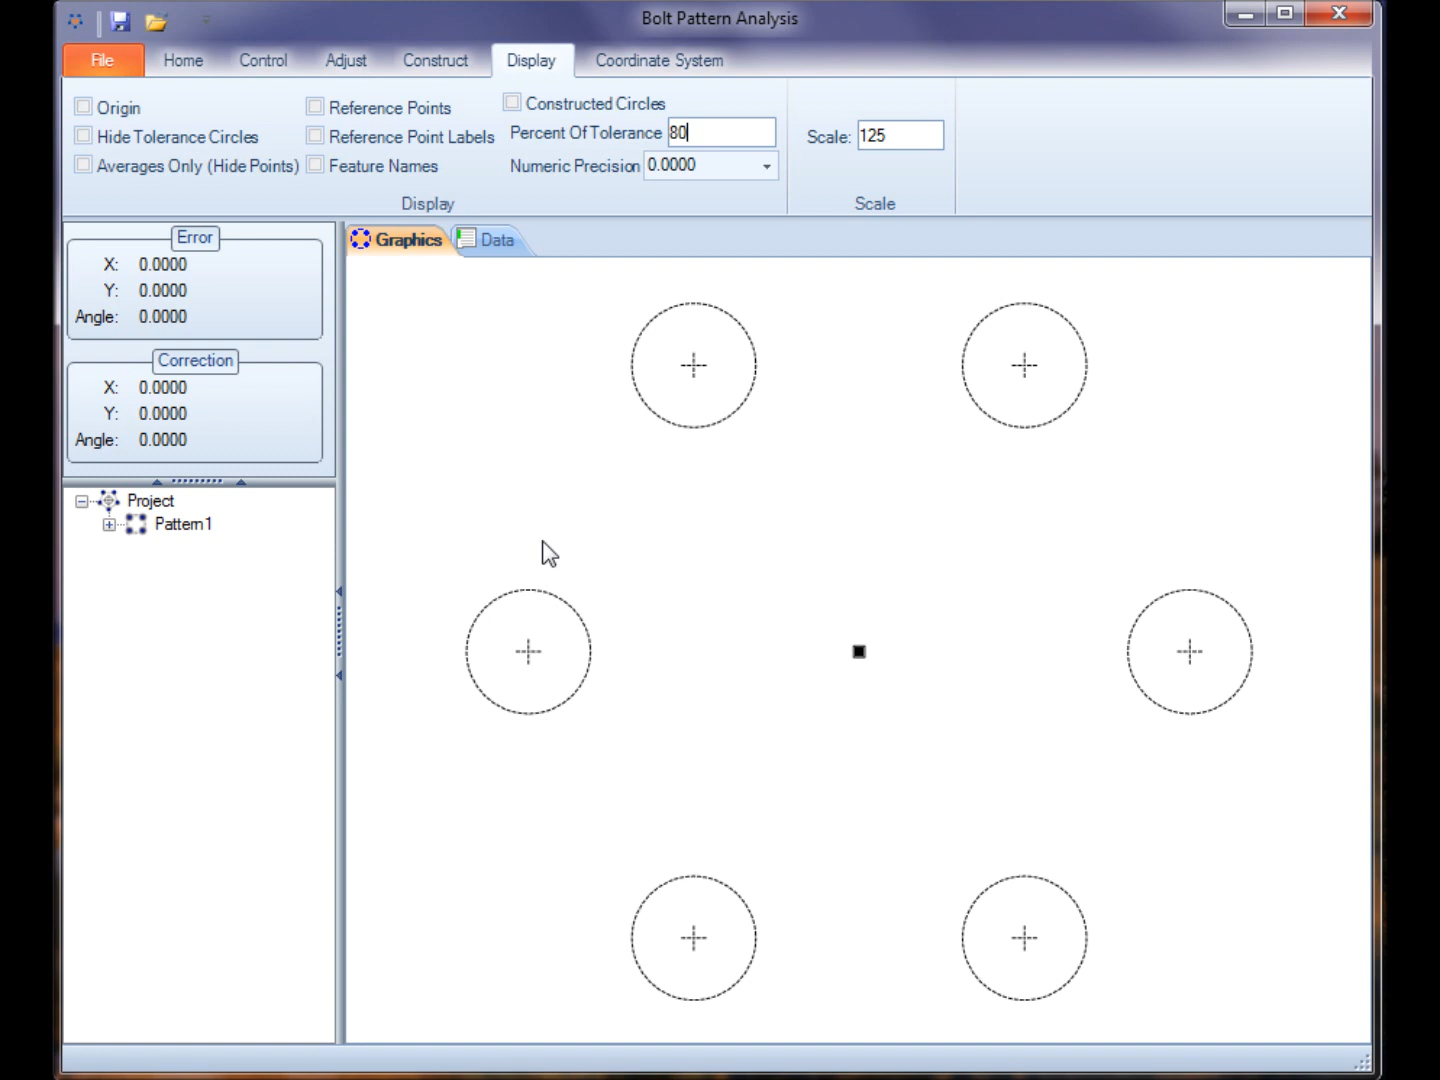 Bolt Pattern Analysis
File Home Control Adjust Construct Display Coordinate System
Origin Reference Points Constructed Circles
Hide Tolerance Circles Reference Point Labels Percent Of Tolerance 80 Scale: 125
Averages Only (Hide Points) Feature Names Numeric Precision 0.0000
Display Scale
Error
X: 0.0000
Y: 0.0000
Angle: 0.0000
Correction
X: 0.0000
Y: 0.0000
Angle: 0.0000
Project
Pattern1
Graphics Data